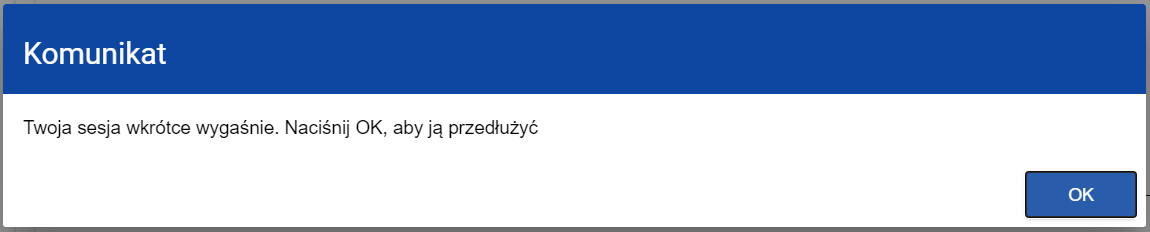 Komunikat
Twoja sesja wkrótce wygaśnie. Naciśnij OK, aby ją przedłużyć
OK